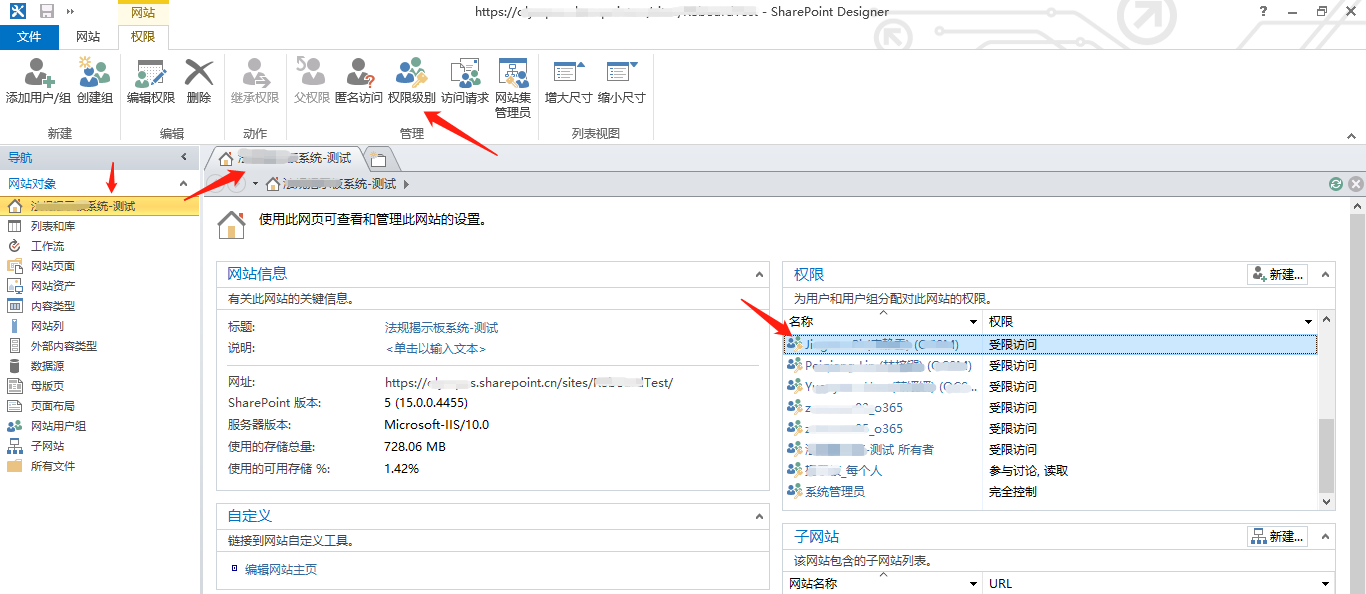 网站
https:// - SharePoint Designer
文件 网站 权限
添加用户/组 创建组 编辑权限 删除 继承权限 父权限 匿名访问 权限级别 访问请求 网站集管理员 增大尺寸 缩小尺寸
新建 编辑 动作 管理 列表视图
导航
网站对象
系统-测试
列表和库
工作流
网站页面
网站资产
内容类型
网站列
外部内容类型
数据源
母版页
页面布局
网站用户组
子网站
所有文件
系统-测试
系统-测试
使用此网页可查看和管理此网站的设置。
网站信息
有关此网站的关键信息。
标题: 法规揭示板系统-测试
说明: <单击以输入文本>
网址: https:// .sharepoint.cn/sites/ Test/
SharePoint 版本: 5 (15.0.0.4455)
服务器版本: Microsoft-IIS/10.0
使用的存储总量: 728.06 MB
使用的可用存储 %: 1.42%
自定义
链接到网站自定义工具。
编辑网站主页
权限 新建...
为用户和用户组分配对此网站的权限。
名称 权限
受限访问
受限访问
受限访问
_o365 受限访问
_o365 受限访问
-测试 所有者 受限访问
_每个人 参与讨论, 读取
系统管理员 完全控制
子网站 新建...
该网站包含的子网站列表。
网站名称 URL